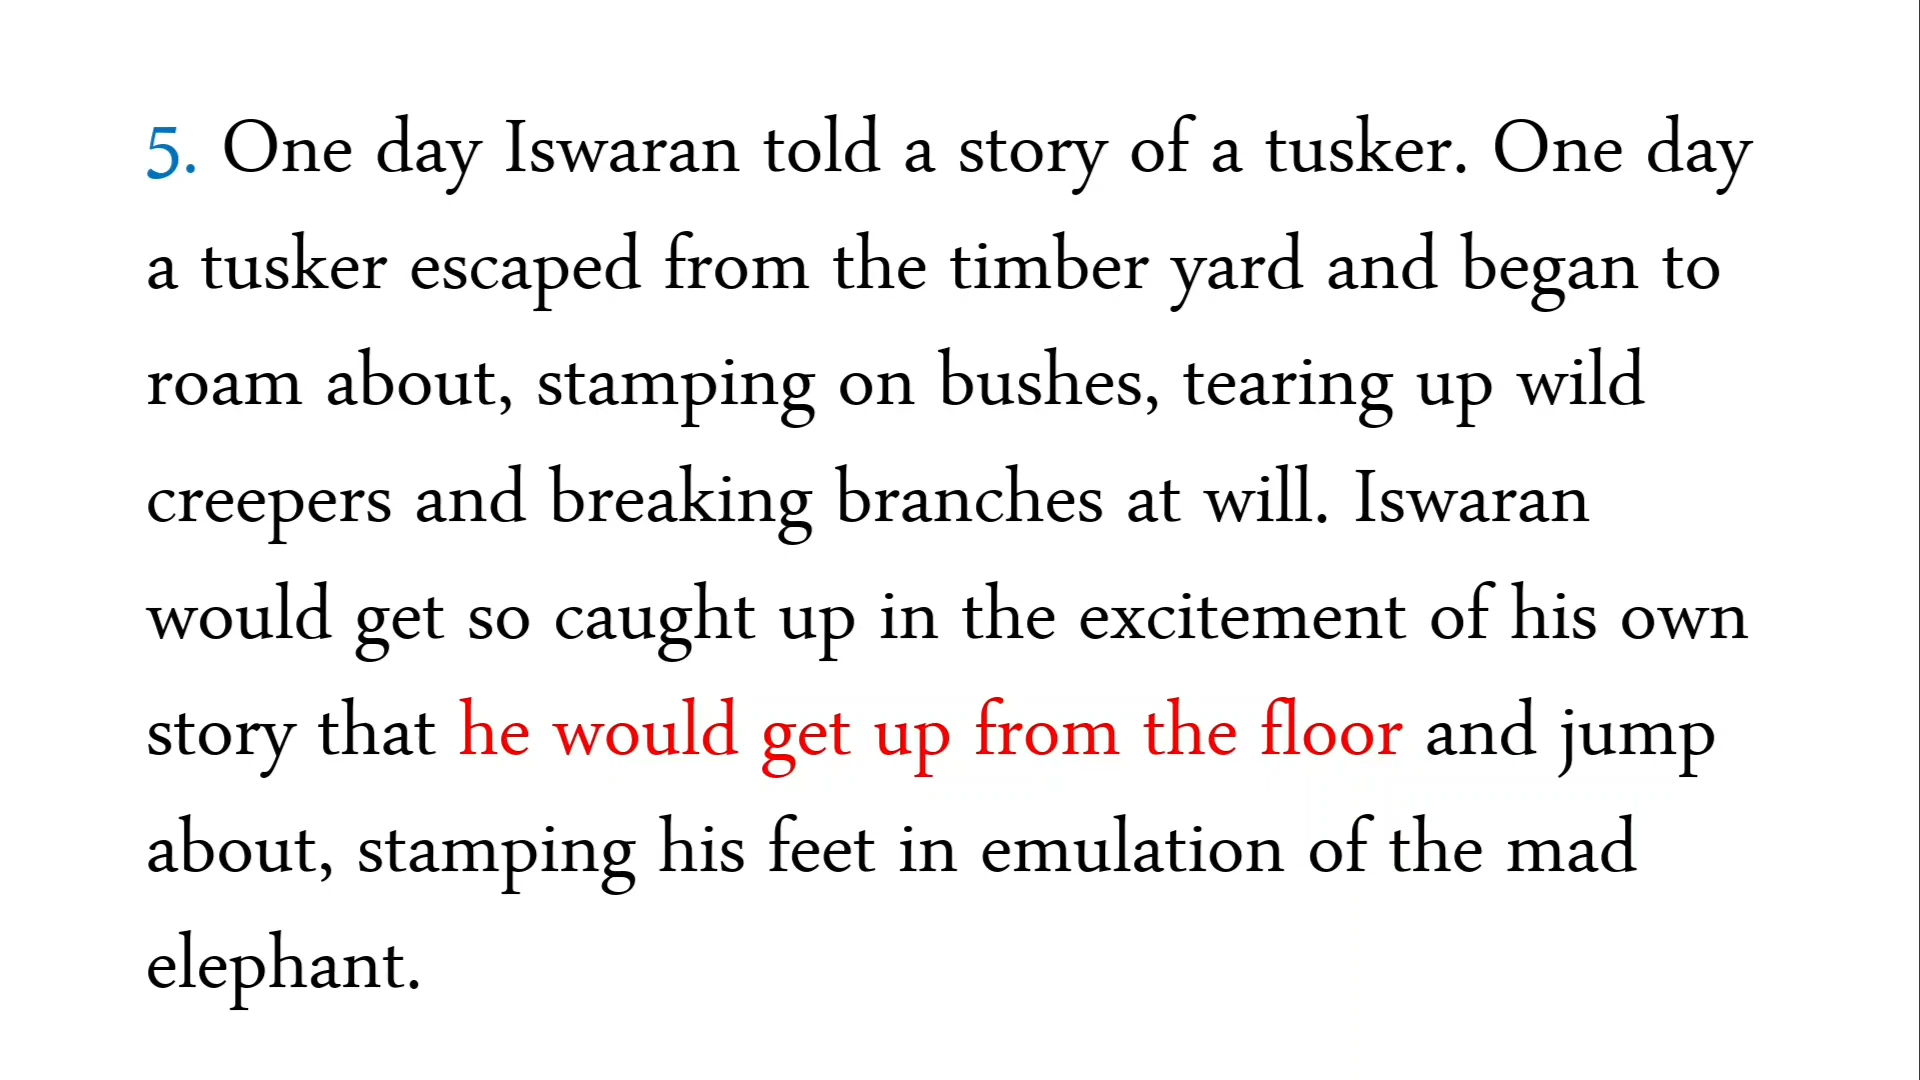 5. One day Iswaran told a story of a tusker. One day
a tusker escaped from the timber yard and began to
roam about, stamping on bushes, tearing up wild
creepers and breaking branches at will. Iswaran
would get so caught up in the excitement of his own
story that he would get up from the floor and jump
about, stamping his feet in emulation of the mad
elephant.